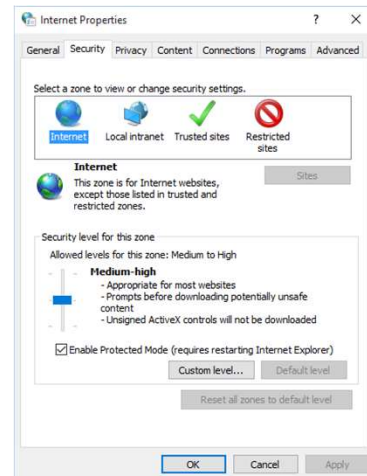 Internet Properties ? X
General Security Privacy Content Connections Programs Advanced
Select a zone to view or change security settings.
Internet Local intranet Trusted sites Restricted
sites
Internet
This zone is for Internet websites,
except those listed in trusted and
restricted zones.
Sites
Security level for this zone
Allowed levels for this zone: Medium to High
Medium-high
- Appropriate for most websites
- Prompts before downloading potentially unsafe
content
- Unsigned ActiveX controls will not be downloaded
Enable Protected Mode (requires restarting Internet Explorer)
Custom level... Default level
Reset all zones to default level
OK Cancel Apply